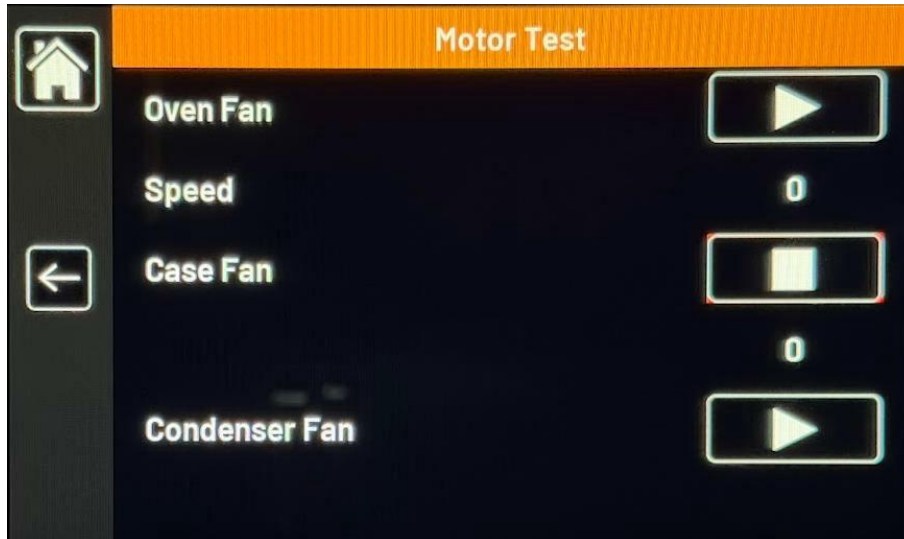 Motor Test
Oven Fan
Speed 0
Case Fan
0
Condenser Fan